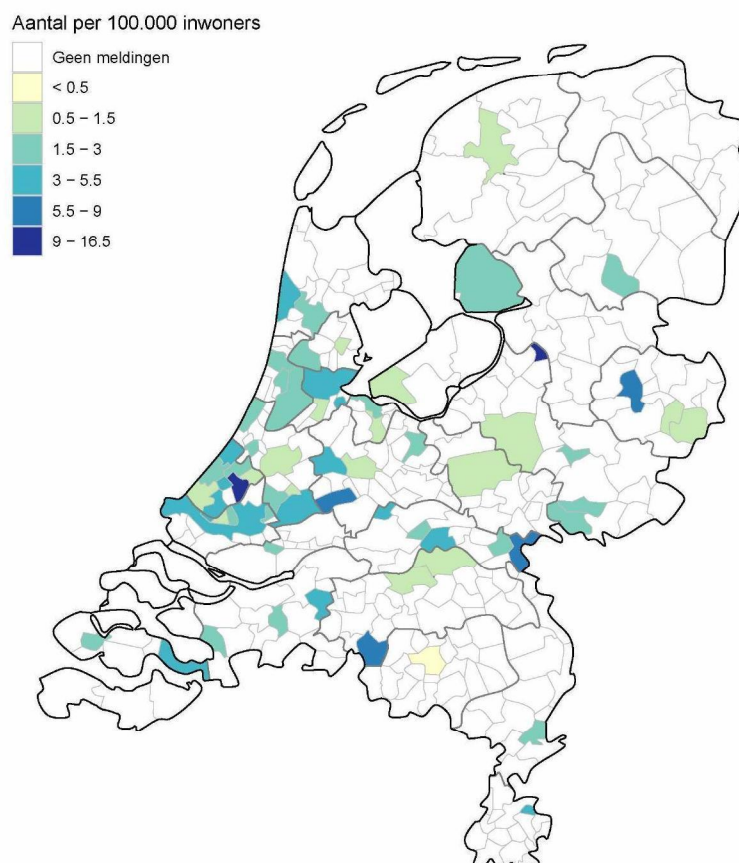 Aantal per 100.000 inwoners
Geen meldingen
< 0.5
0.5 – 1.5
1.5 – 3
3 – 5.5
5.5 – 9
9 – 16.5